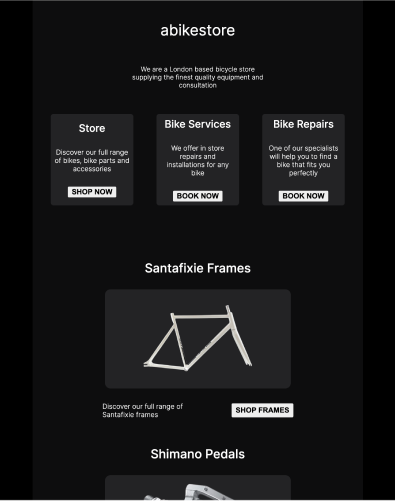 abikestore
We are a London based bicycle store
supplying the finest quality equipment and
consultation
Store
Discover our full range
of bikes, bike parts and
accessories
SHOP NOW
Bike Services
We offer in store
repairs and
installations for any
bike
BOOK NOW
Bike Repairs
One of our specialists
will help you to find a
bike that fits you
perfectly
BOOK NOW
Santafixie Frames
Discover our full range of
Santafixie frames
SHOP FRAMES
Shimano Pedals